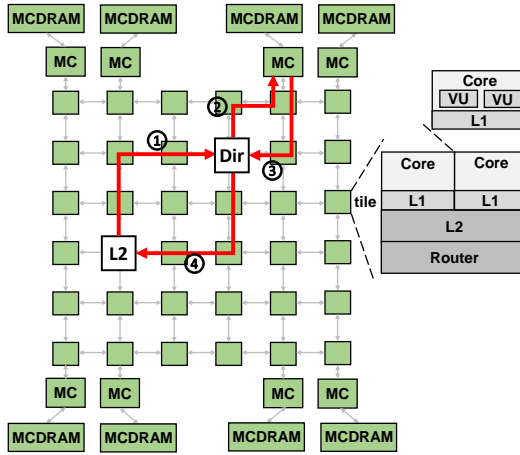 MCDRAM MCDRAM MCDRAM MCDRAM
MC MC MC MC
Core
VU VU
L1
2
1
Dir
3
Core Core
tile
L1 L1
L2
L2
4
Router
MC MC MC MC
MCDRAM MCDRAM MCDRAM MCDRAM